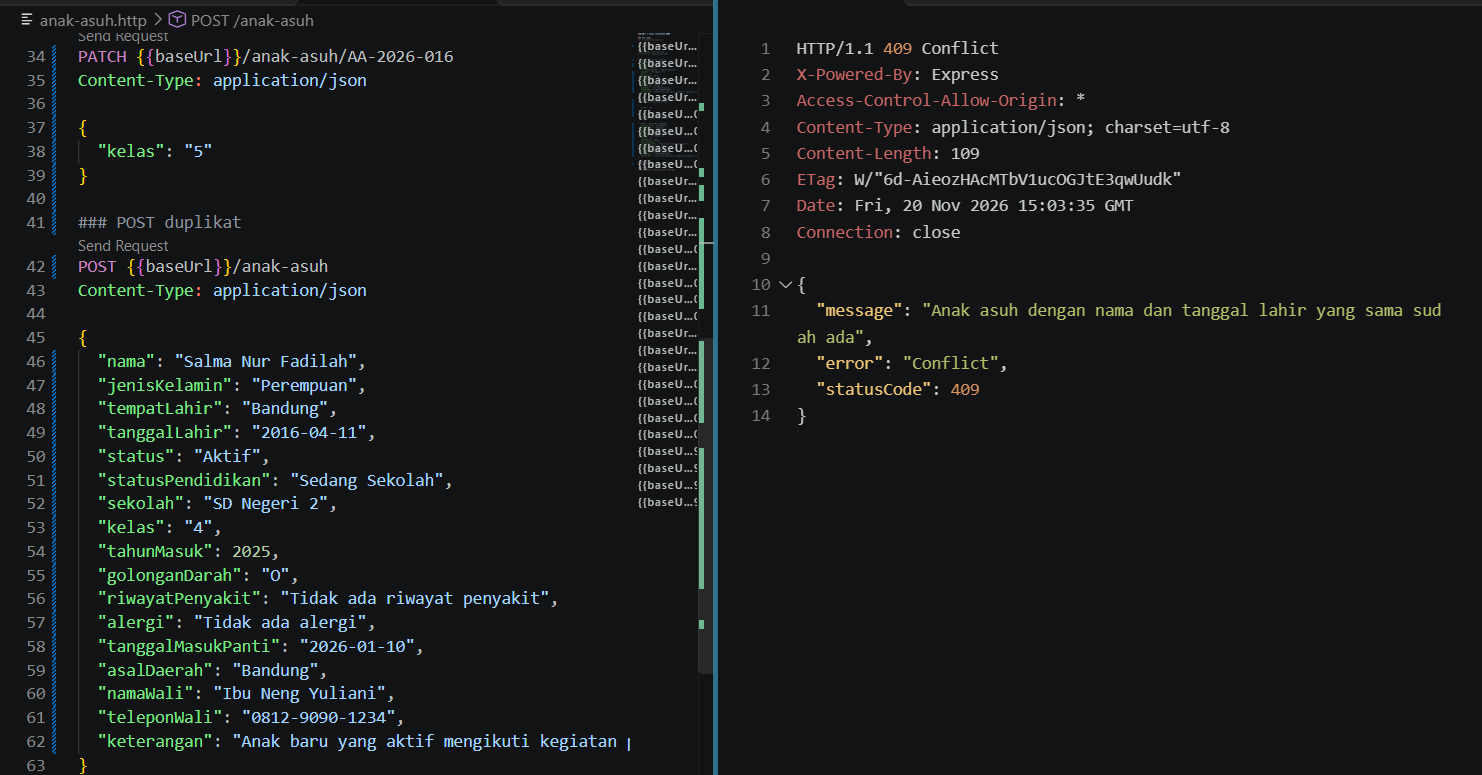 anak-asuh.http > POST /anak-asuh
Send Request
34 PATCH {{baseUrl}}/anak-asuh/AA-2026-016
35 Content-Type: application/json
36
37 {
38 "kelas": "5"
39 }
40
41 ### POST duplikat
Send Request
42 POST {{baseUrl}}/anak-asuh
43 Content-Type: application/json
44
45 {
46 "nama": "Salma Nur Fadilah",
47 "jenisKelamin": "Perempuan",
48 "tempatLahir": "Bandung",
49 "tanggalLahir": "2016-04-11",
50 "status": "Aktif",
51 "statusPendidikan": "Sedang Sekolah",
52 "sekolah": "SD Negeri 2",
53 "kelas": "4",
54 "tahunMasuk": 2025,
55 "golonganDarah": "O",
56 "riwayatPenyakit": "Tidak ada riwayat penyakit",
57 "alergi": "Tidak ada alergi",
58 "tanggalMasukPanti": "2026-01-10",
59 "asalDaerah": "Bandung",
60 "namaWali": "Ibu Neng Yuliani",
61 "teleponWali": "0812-9090-1234",
62 "keterangan": "Anak baru yang aktif mengikuti kegiatan
63 }
{{baseUr...
{{baseUr...
{{baseUr...
{{baseUr...
1 HTTP/1.1 409 Conflict
2 X-Powered-By: Express
3 Access-Control-Allow-Origin: *
4 Content-Type: application/json; charset=utf-8
5 Content-Length: 109
6 ETag: W/"6d-AieozHAcMTbV1ucOGJtE3qwUudk"
7 Date: Fri, 20 Nov 2026 15:03:35 GMT
8 Connection: close
9
10 {
11 "message": "Anak asuh dengan nama dan tanggal lahir yang sama sud
ah ada",
12 "error": "Conflict",
13 "statusCode": 409
14 }